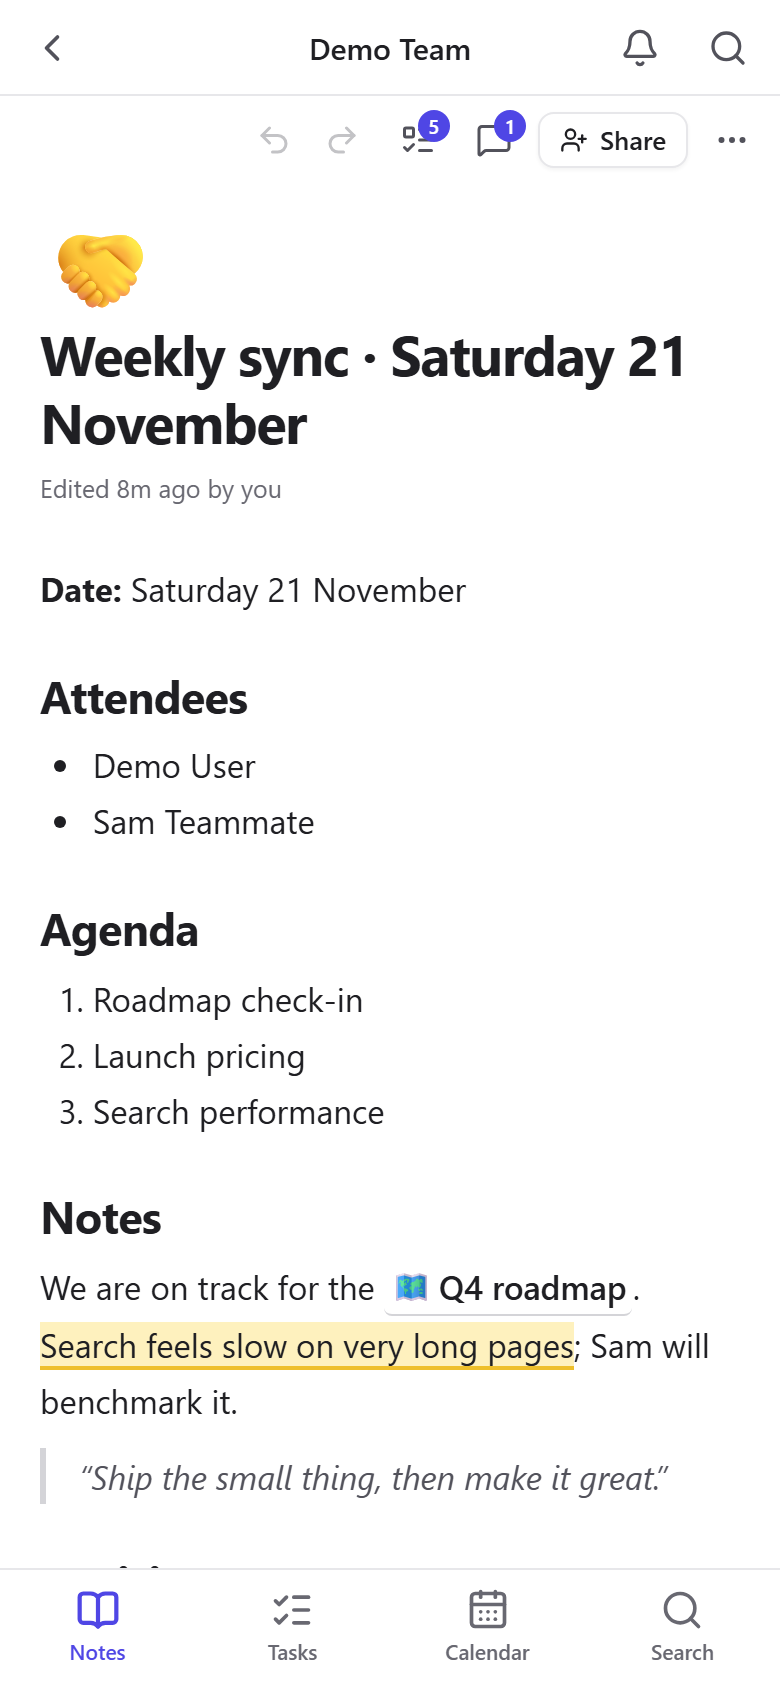 Demo Team
5
1
Share
Weekly sync · Saturday 21
November
Edited 8m ago by you
Date: Saturday 21 November
Attendees
• Demo User
• Sam Teammate
Agenda
1. Roadmap check-in
2. Launch pricing
3. Search performance
Notes
We are on track for the Q4 roadmap.
Search feels slow on very long pages; Sam will
benchmark it.
“Ship the small thing, then make it great.”
Notes
Tasks
Calendar
Search